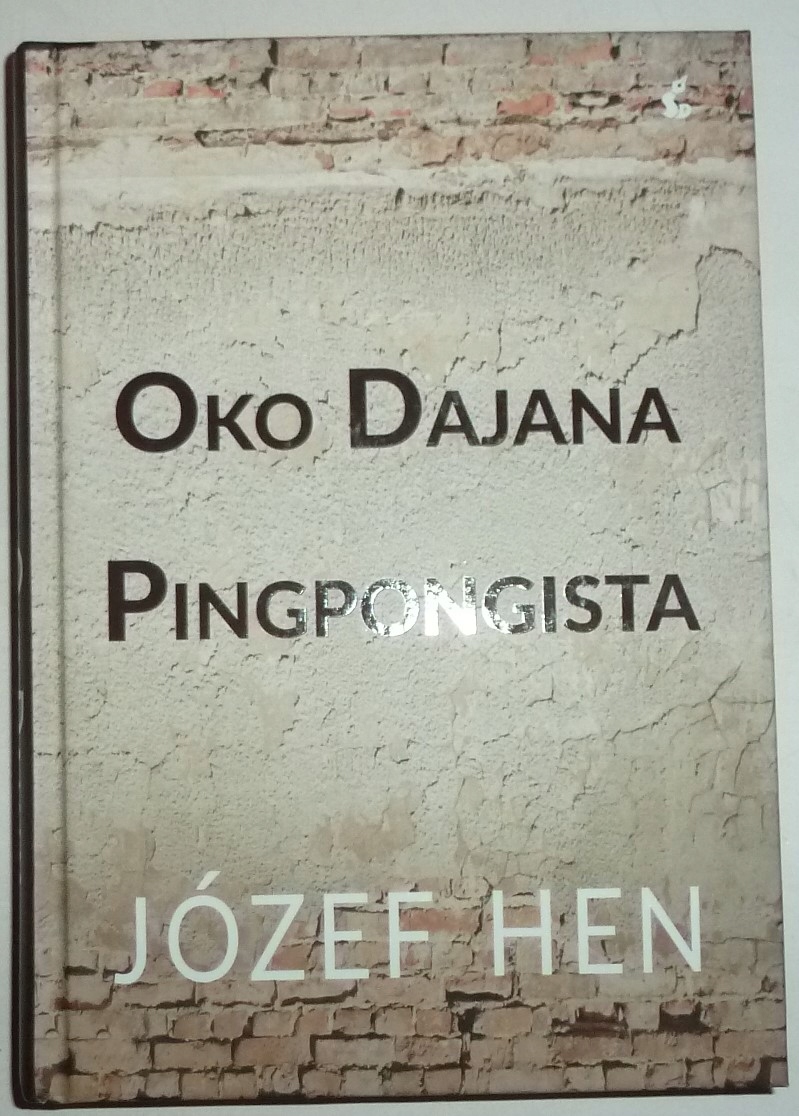 Oko Dajana
Pingpongista
JÓZEF HEN